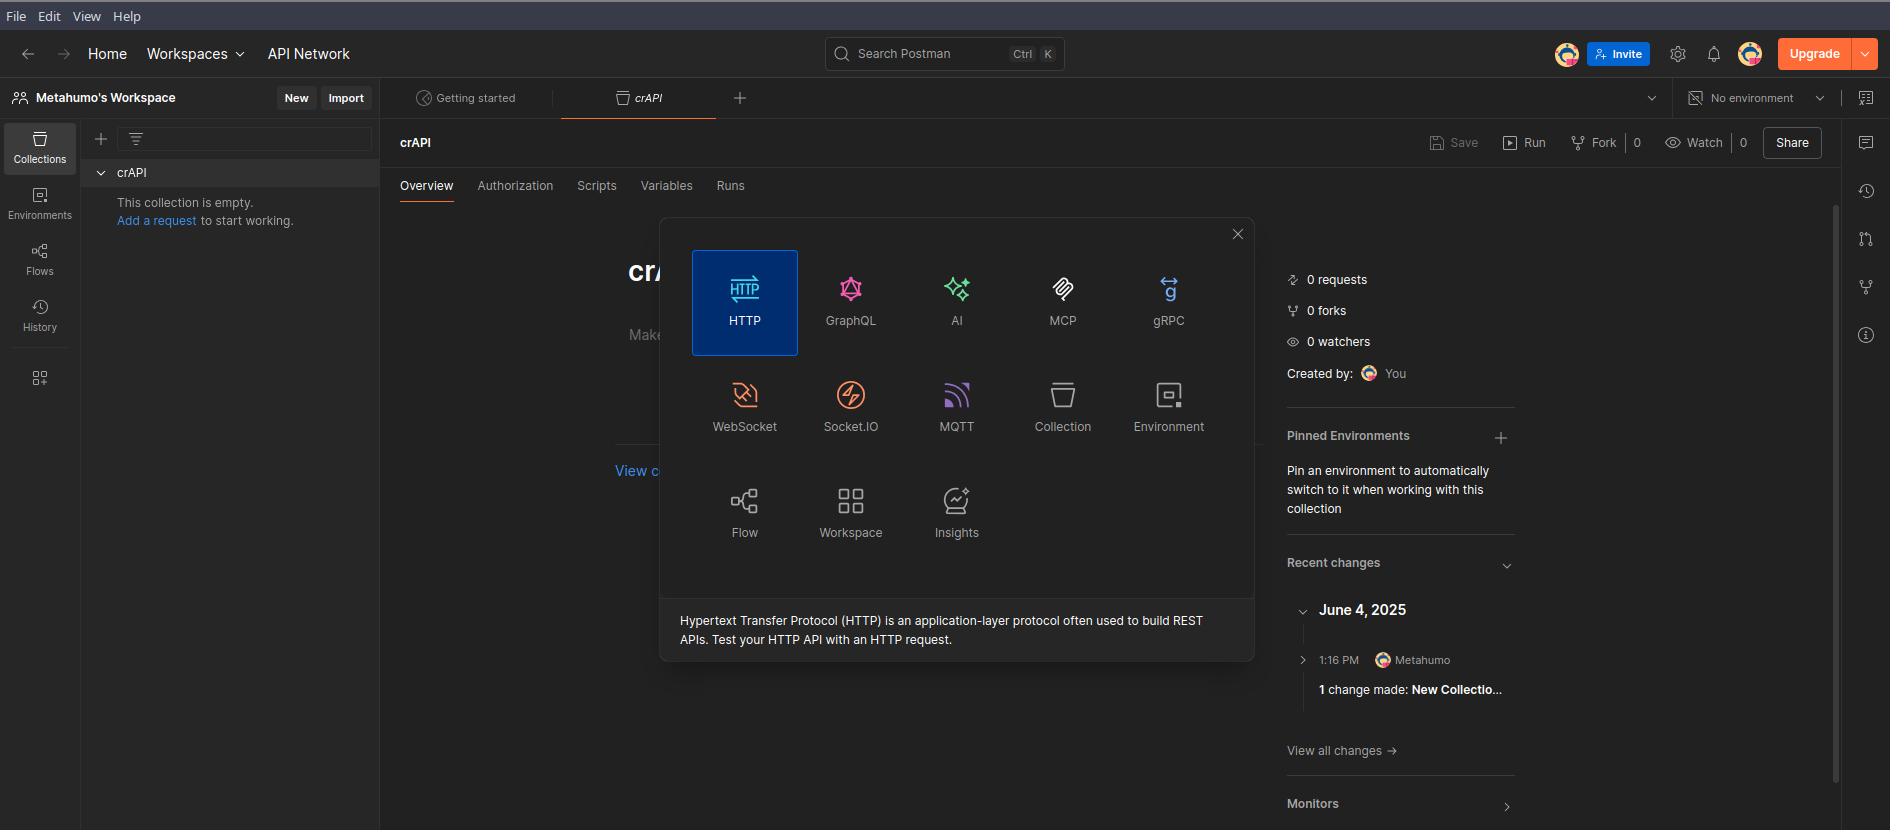 File Edit View Help
Home Workspaces API Network
Search Postman Ctrl K
Invite
Upgrade
Metahumo's Workspace New Import
Getting started
crAPI
No environment
Collections
Environments
Flows
History
crAPI
This collection is empty.
Add a request to start working.
crAPI
Save Run Fork 0 Watch 0 Share
Overview Authorization Scripts Variables Runs
Make
View c
HTTP
HTTP GraphQL AI MCP gRPC
WebSocket Socket.IO MQTT Collection Environment
Flow Workspace Insights
Hypertext Transfer Protocol (HTTP) is an application-layer protocol often used to build REST
APIs. Test your HTTP API with an HTTP request.
0 requests
0 forks
0 watchers
Created by: You
Pinned Environments
Pin an environment to automatically
switch to it when working with this
collection
Recent changes
June 4, 2025
1:16 PM Metahumo
1 change made: New Collectio...
View all changes →
Monitors